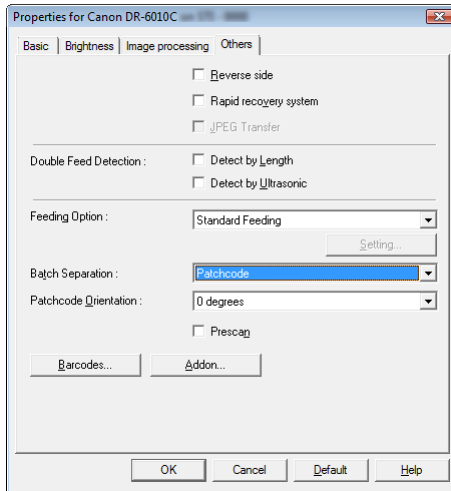 Properties for Canon DR-6010C
Basic Brightness Image processing Others
Reverse side
Rapid recovery system
JPEG Transfer
Double Feed Detection : Detect by Length
Detect by Ultrasonic
Feeding Option : Standard Feeding
Setting...
Batch Separation : Patchcode
Patchcode Orientation : 0 degrees
Prescan
Barcodes... Addon...
OK Cancel Default Help